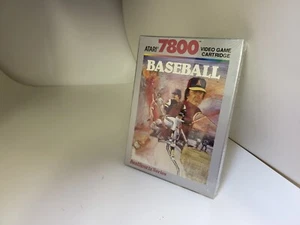 ATARI 7800 VIDEO GAME
CARTRIDGE
BASEBALL